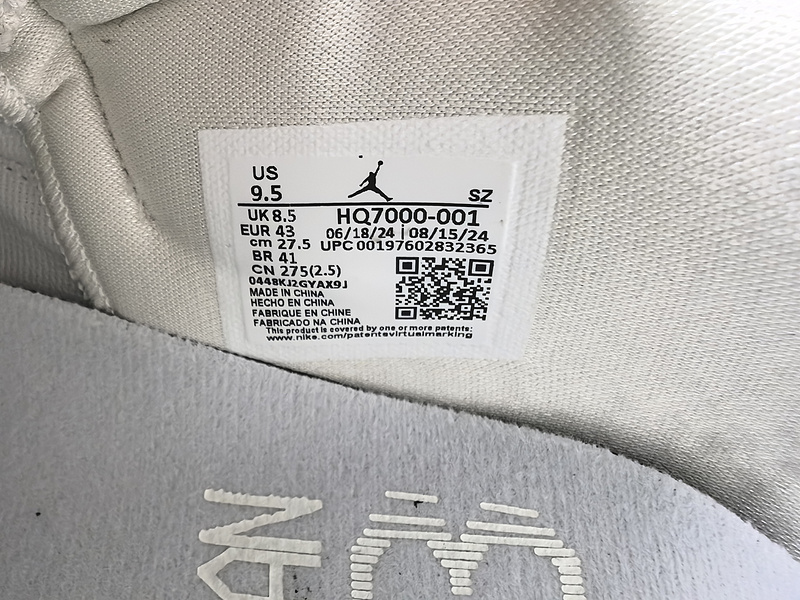 US
9.5
SZ
UK 8.5
HQ7000-001
EUR 43
06/18/24 | 08/15/24
cm 27.5
UPC 00197602832365
BR 41
CN 275(2.5)
0448KJ2GYAX9J
MADE IN CHINA
HECHO EN CHINA
FABRIQUE EN CHINE
FABRICADO NA CHINA
This product is covered by one or more patents:
www.nike.com/patentsvirtualmarking
AN